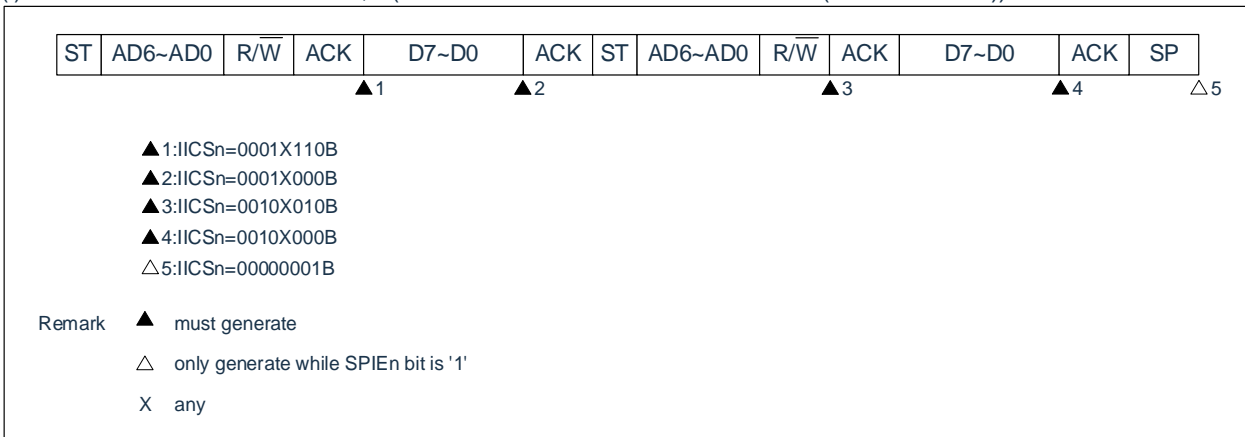 ST AD6~AD0 R/W ACK D7~D0 ACK ST AD6~AD0 R/W ACK D7~D0 ACK SP
▲1 ▲2 ▲3 ▲4 △5
▲1:IICSn=0001X110B
▲2:IICSn=0001X000B
▲3:IICSn=0010X010B
▲4:IICSn=0010X000B
△5:IICSn=00000001B
Remark ▲ must generate
△ only generate while SPIEn bit is '1'
X any